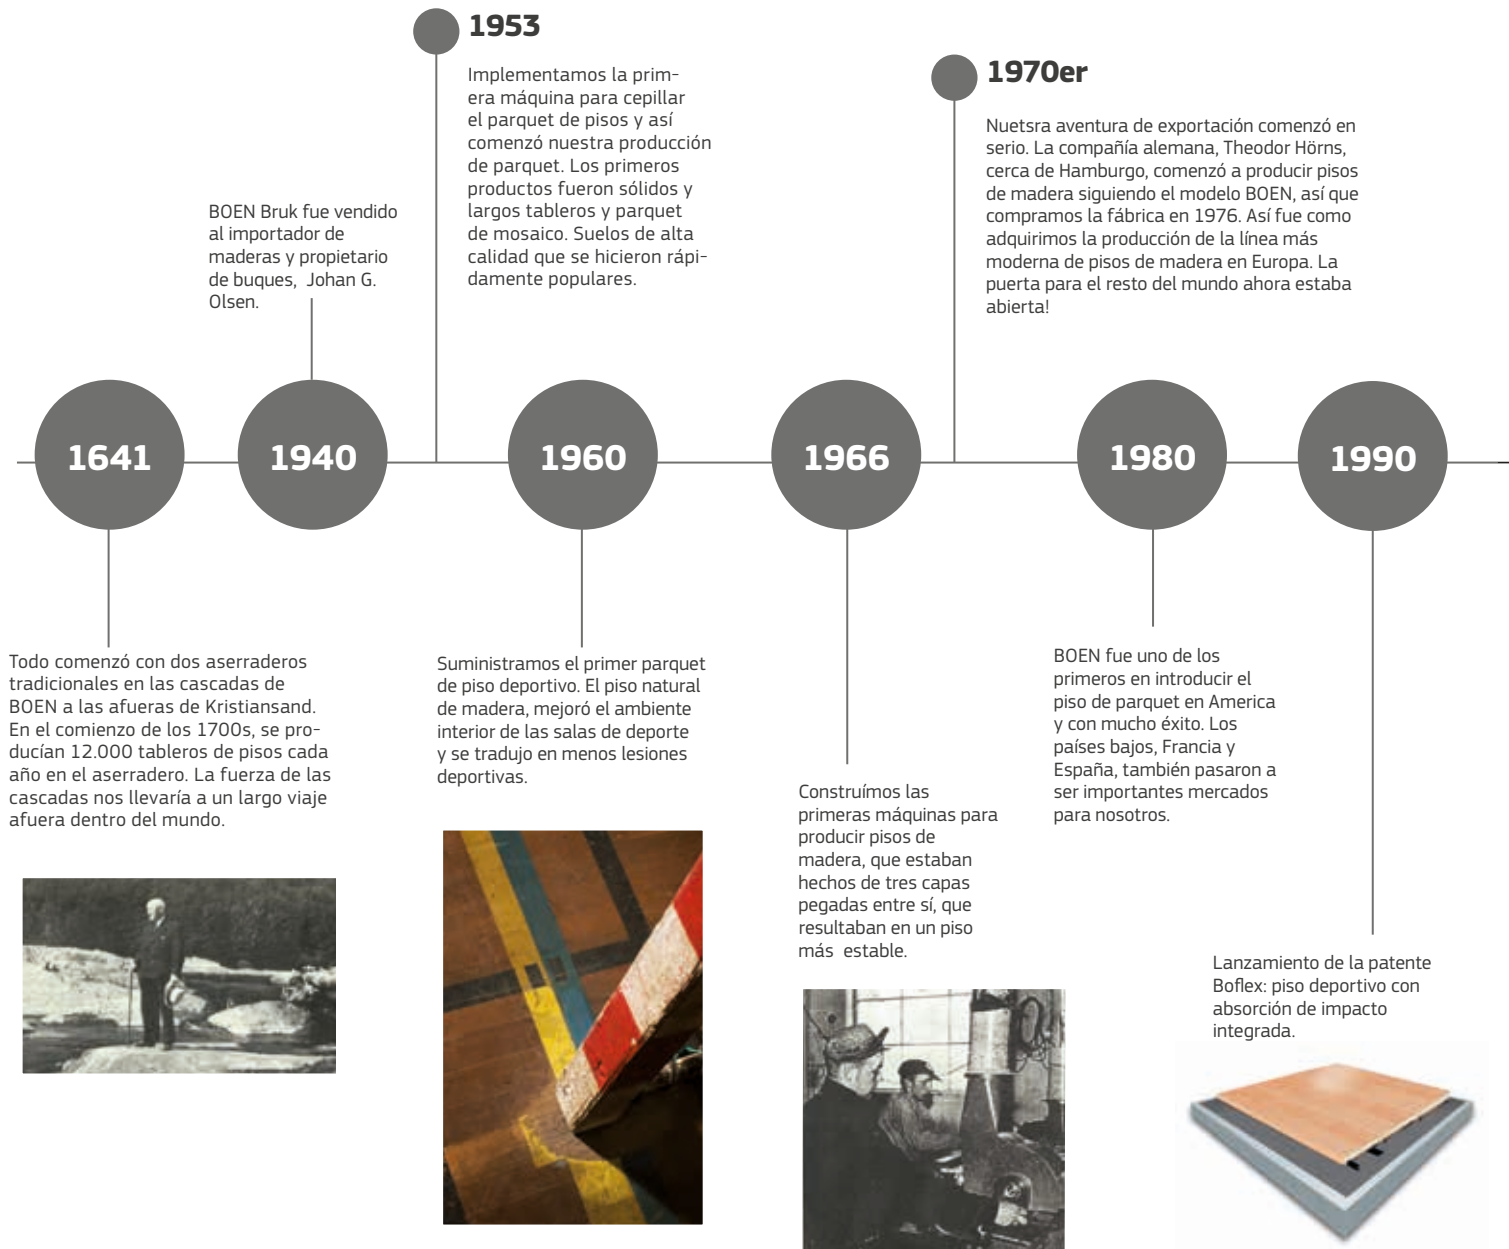 1953
Implementamos la prim-
era máquina para cepillar
el parquet de pisos y así
comenzó nuestra producción
de parquet. Los primeros
productos fueron sólidos y
largos tableros y parquet
de mosaico. Suelos de alta
calidad que se hicieron rápi-
damente populares.
1970er
Nuetsra aventura de exportación comenzó en
serio. La compañía alemana, Theodor Hörns,
cerca de Hamburgo, comenzó a producir pisos
de madera siguiendo el modelo BOEN, así que
compramos la fábrica en 1976. Así fue como
adquirimos la producción de la línea más
moderna de pisos de madera en Europa. La
puerta para el resto del mundo ahora estaba
abierta!
BOEN Bruk fue vendido
al importador de
maderas y propietario
de buques, Johan G.
Olsen.
1641
1940
1960
1966
1980
1990
Todo comenzó con dos aserraderos
tradicionales en las cascadas de
BOEN a las afueras de Kristiansand.
En el comienzo de los 1700s, se pro-
ducían 12.000 tableros de pisos cada
año en el aserradero. La fuerza de las
cascadas nos llevaría a un largo viaje
afuera dentro del mundo.
Suministramos el primer parquet
de piso deportivo. El piso natural
de madera, mejoró el ambiente
interior de las salas de deporte
y se tradujo en menos lesiones
deportivas.
Construímos las
primeras máquinas para
producir pisos de
madera, que estaban
hechos de tres capas
pegadas entre sí, que
resultaban en un piso
más estable.
BOEN fue uno de los
primeros en introducir el
piso de parquet en America
y con mucho éxito. Los
países bajos, Francia y
España, también pasaron a
ser importantes mercados
para nosotros.
Lanzamiento de la patente
Boflex: piso deportivo con
absorción de impacto
integrada.